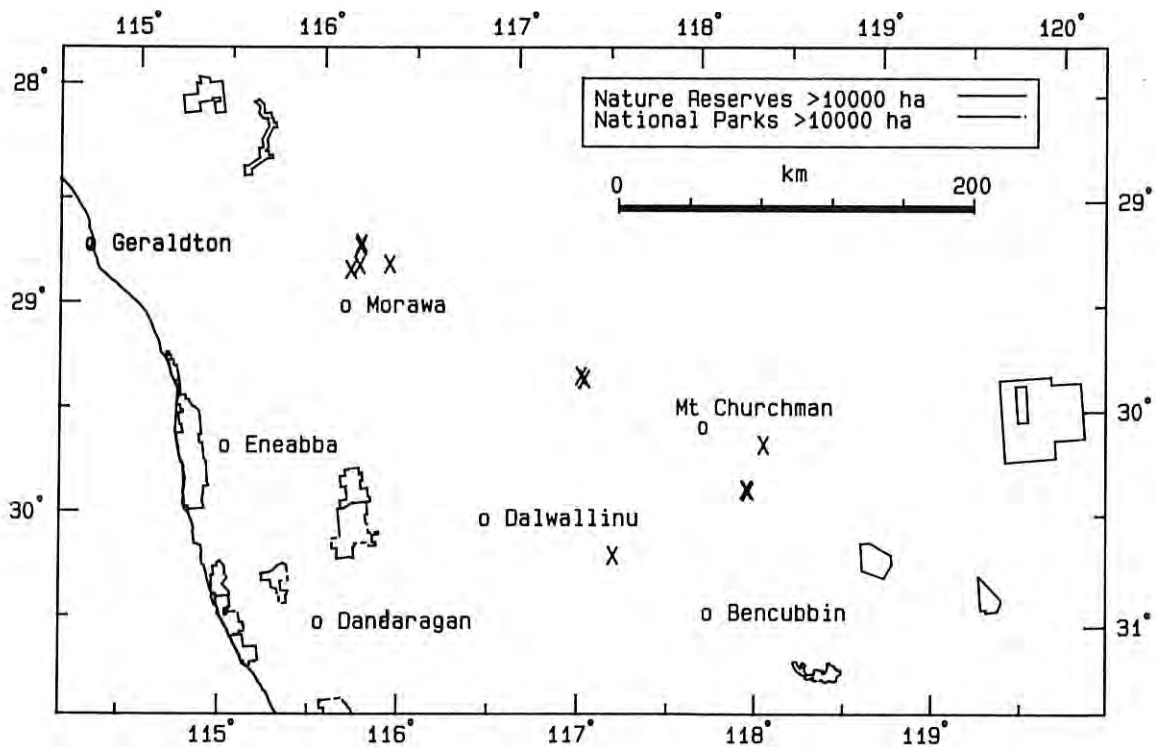 115° 116° 117° 118° 119° 120°
28°
Nature Reserves >10000 ha
National Parks >10000 ha
km
0 200
29°
Geraldton
X
X X X
29°
Morawa
X
Mt Churchman
30°
X
Eneabba
X
30°
Dalwallinu
X
Dandaragan
Bencubbin
31°
115° 116° 117° 118° 119°